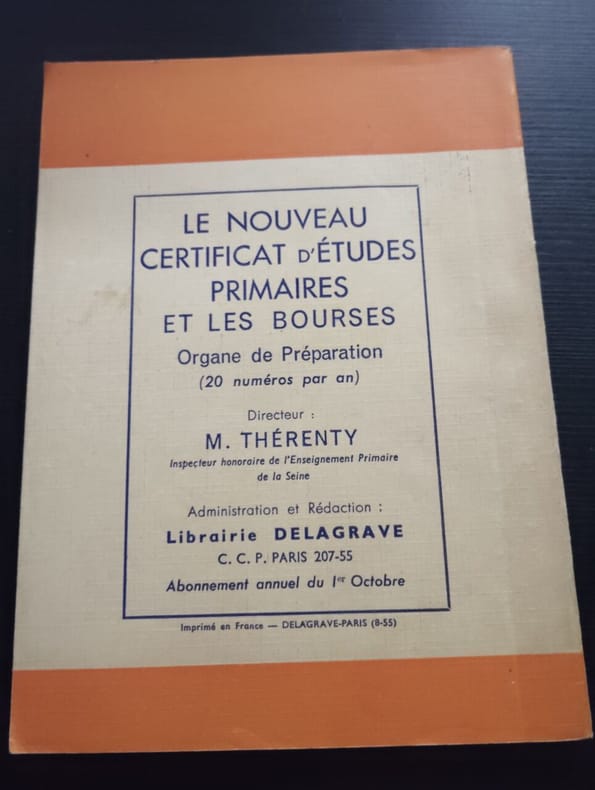 LE NOUVEAU
CERTIFICAT D'ÉTUDES
PRIMAIRES
ET LES BOURSES
Organe de Préparation
(20 numéros par an)
Directeur :
M. THÉRENTY
Inspecteur honoraire de l'Enseignement Primaire
de la Seine
Administration et Rédaction :
Librairie DELAGRAVE
C. C. P. PARIS 207-55
Abonnement annuel du 1er Octobre
Imprimé en France — DELAGRAVE-PARIS (8-55)